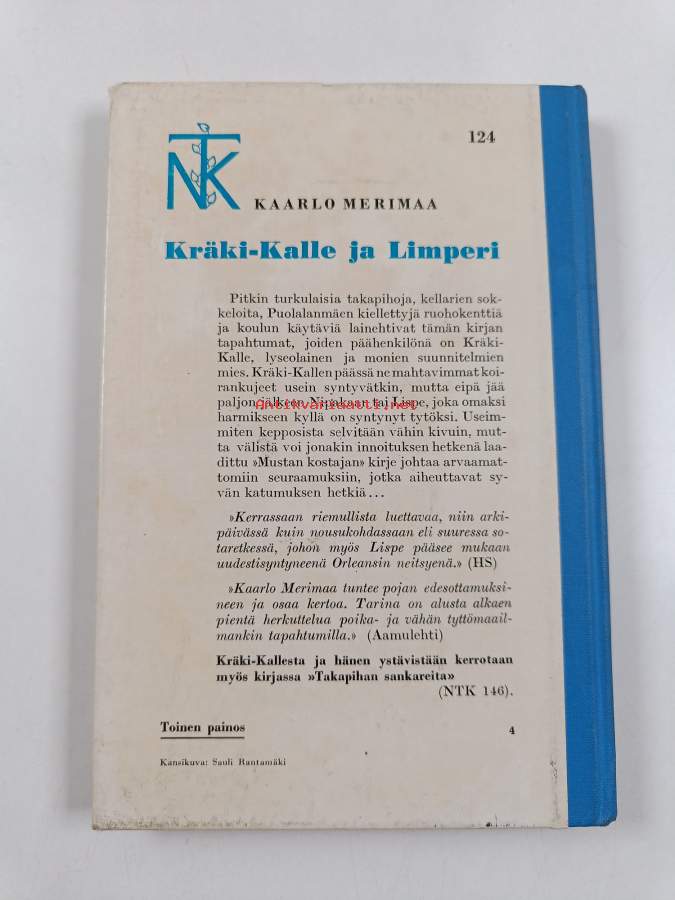 NTK
124
KAARLO MERIMAA
Kräki-Kalle ja Limperi
Pitkin turkulaisia takapihoja, kellarien sok-
keloita, Puolalanmäen kiellettyjä ruohokenttiä
ja koulun käytäviä lainehtivat tämän kirjan
tapahtumat, joiden päähenkilönä on Kräki-
Kalle, lyseolainen ja monien suunnitelmien
mies. Kräki-Kallen päässä ne mahtavimmat koi-
rankujeet usein syntyvätkin, mutta eipä jää
paljon jälkeen Nipakaan tai Lispe, joka omaksi
Antikvariaatti.net
harmikseen kyllä on syntynyt tytöksi. Useim-
miten kepposista selvitään vähin kivuin, mut-
ta välistä voi jonakin innoituksen hetkenä laa-
dittu »Mustan kostajan» kirje johtaa arvaamat-
tomiin seuraamuksiin, jotka aiheuttavat sy-
vän katumuksen hetkiä...
»Kerrassaan riemullista luettavaa, niin arki-
päivässä kuin nousukohdassaan eli suuressa so-
taretkessä, johon myös Lispe pääsee mukaan
uudestisyntyneenä Orleansin neitsyenä.» (HS)
»Kaarlo Merimaa tuntee pojan edesottamuksi-
neen ja osaa kertoa. Tarina on alusta alkaen
pientä herkuttelua poika- ja vähän tyttömaail-
mankin tapahtumilla.» (Aamulehti)
Kräki-Kallesta ja hänen ystävistään kerrotaan
myös kirjassa »Takapihan sankareita»
(NTK 146).
Toinen painos
4
Kansikuva: Sauli Rantamäki